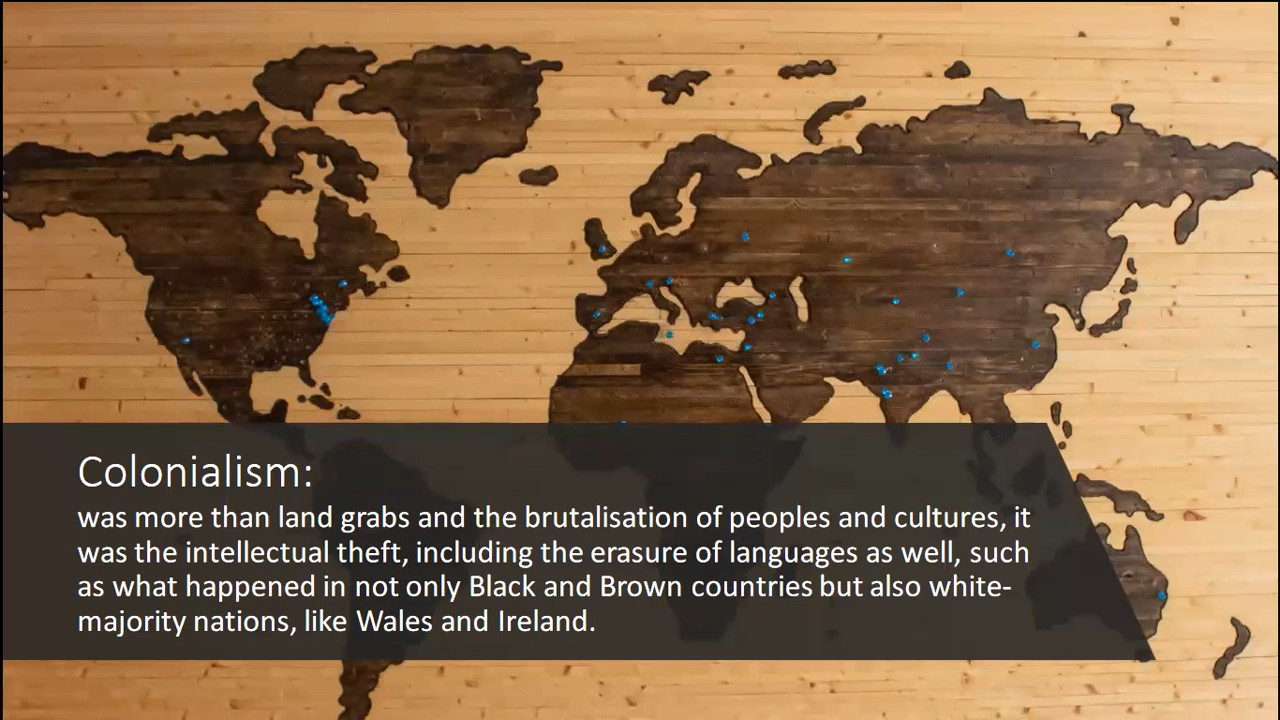 Colonialism:
was more than land grabs and the brutalisation of peoples and cultures, it
was the intellectual theft, including the erasure of languages as well, such
as what happened in not only Black and Brown countries but also white-
majority nations, like Wales and Ireland.